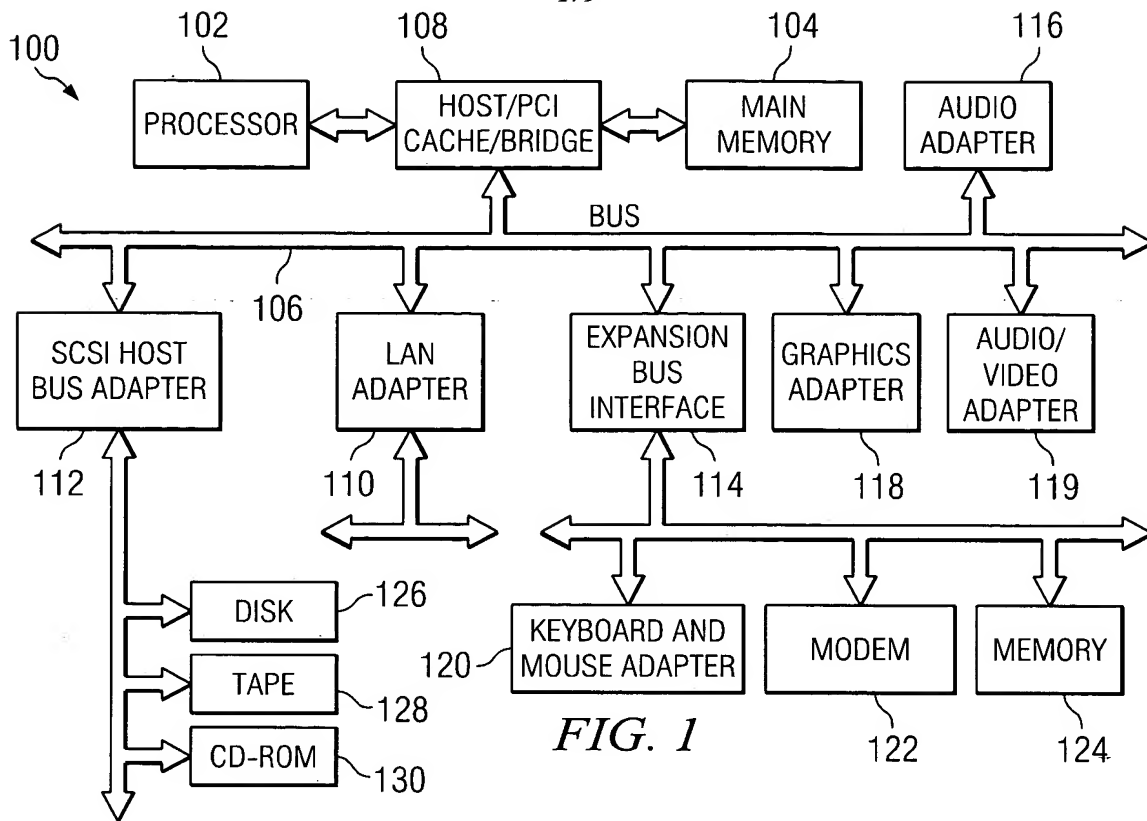 102
108
104
116
100
PROCESSOR
HOST/PCI
CACHE/BRIDGE
MAIN
MEMORY
AUDIO
ADAPTER
BUS
106
SCSI HOST
BUS ADAPTER
LAN
ADAPTER
EXPANSION
BUS
INTERFACE
GRAPHICS
ADAPTER
AUDIO/
VIDEO
ADAPTER
112
110
114
118
119
DISK
126
TAPE
128
CD-ROM
130
120
KEYBOARD AND
MOUSE ADAPTER
MODEM
MEMORY
122
124
FIG. 1